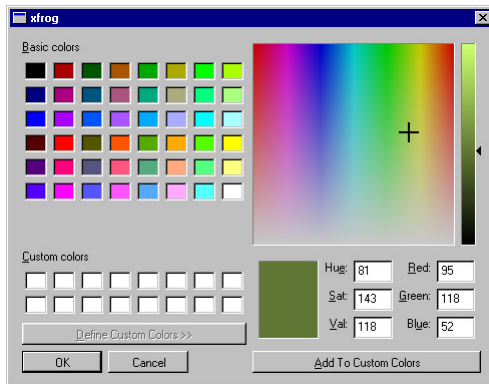 xfrog
Basic colors
Custom colors
Define Custom Colors >>
OK Cancel
Hue: 81 Red: 95
Sat: 143 Green: 118
Val: 118 Blue: 52
Add To Custom Colors